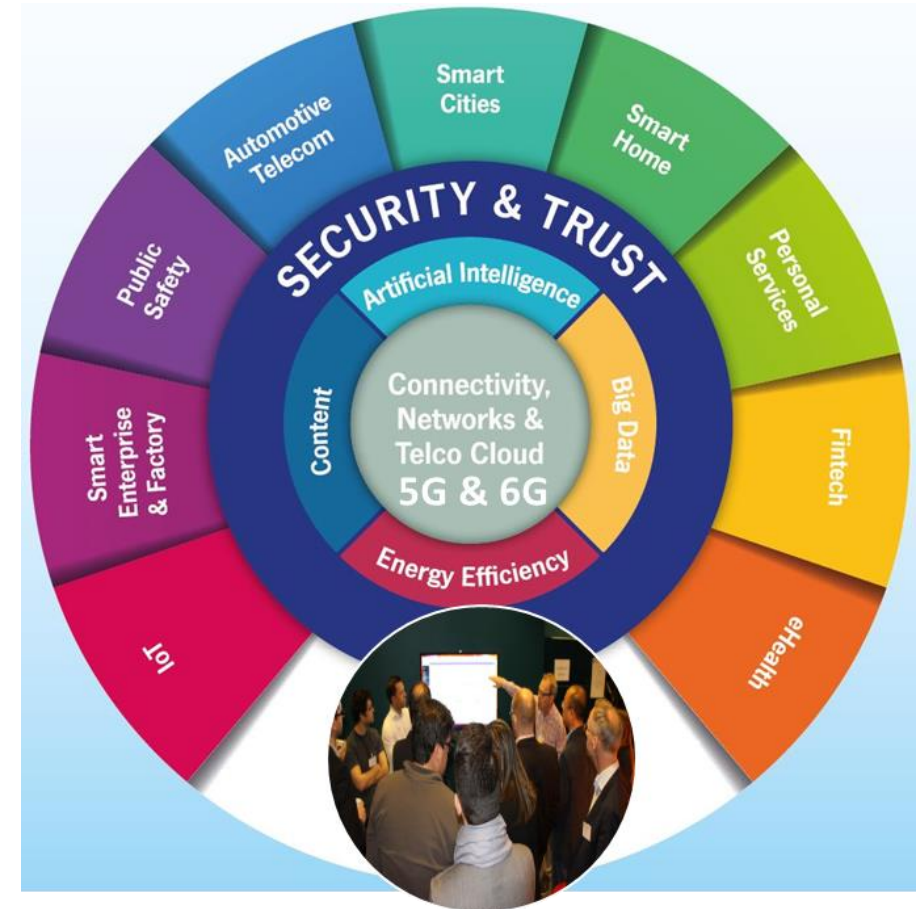 Smart
Cities
Smart
Home
Personal
Services
Fintech
eHealth
Automotive
Telecom
Public
Safety
Smart
Enterprise
& Factory
IoT
SECURITY & TRUST
Artificial Intelligence
Big Data
Energy Efficiency
Content
Connectivity,
Networks &
Telco Cloud
5G & 6G